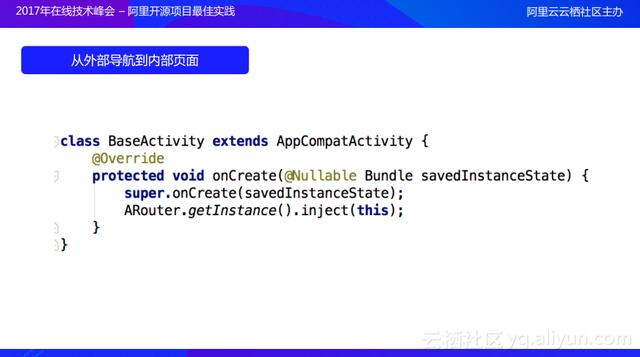 2017年在线技术峰会 – 阿里开源项目最佳实践
阿里云云栖社区主办
从外部导航到内部页面
class BaseActivity extends AppCompatActivity {
@Override
protected void onCreate(@Nullable Bundle savedInstanceState) {
super.onCreate(savedInstanceState);
ARouter.getInstance().inject(this);
}
}
云栖社区 yq.aliyun.com